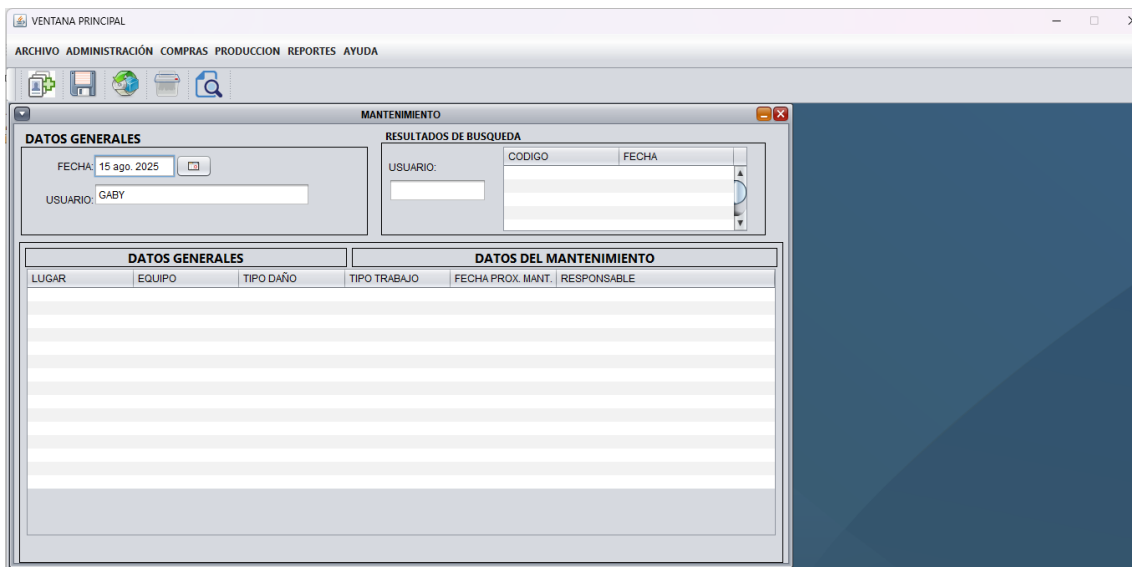 VENTANA PRINCIPAL
ARCHIVO ADMINISTRACIÓN COMPRAS PRODUCCION REPORTES AYUDA
MANTENIMIENTO
DATOS GENERALES
FECHA: 15 ago. 2025
USUARIO: GABY
RESULTADOS DE BUSQUEDA
USUARIO:
CODIGO FECHA
DATOS GENERALES DATOS DEL MANTENIMIENTO
LUGAR EQUIPO TIPO DAÑO TIPO TRABAJO FECHA PROX. MANT. RESPONSABLE